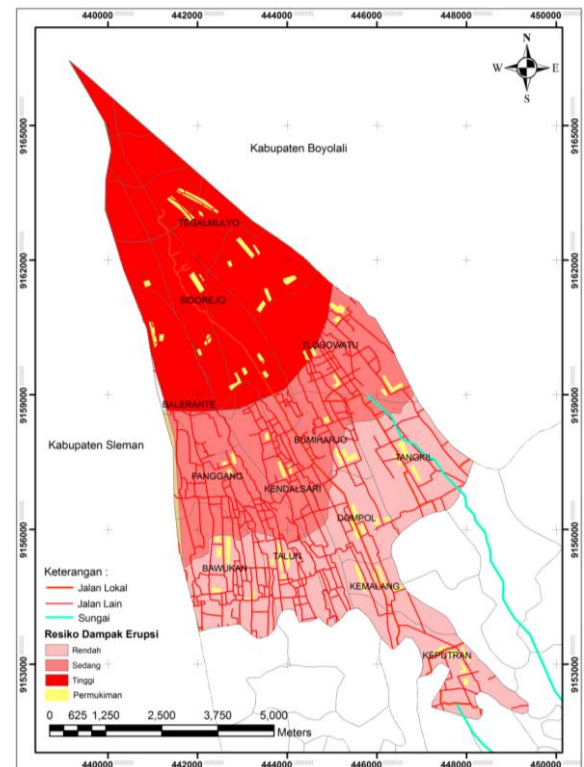 440000 442000 444000 446000 448000 450000
N
W E
S
9165000 9165000
Kabupaten Boyolali
TEGALMULYO
9162000 9162000
SIDOREJO
TLOGOWATU
9159000 9159000
BALERANTE
BUMIHARJO
Kabupaten Sleman
TANGKIL
PANGGANG
KENDALSARI
DOMPOL
9156000 9156000
TALUN
BAWUKAN
KEMALANG
Keterangan :
Jalan Lokal
Jalan Lain
Sungai
Resiko Dampak Erupsi
Rendah
Sedang
Tinggi
Permukiman
KEPUTRAN
9153000 9153000
0 625 1,250 2,500 3,750 5,000
Meters
440000 442000 444000 446000 448000 450000